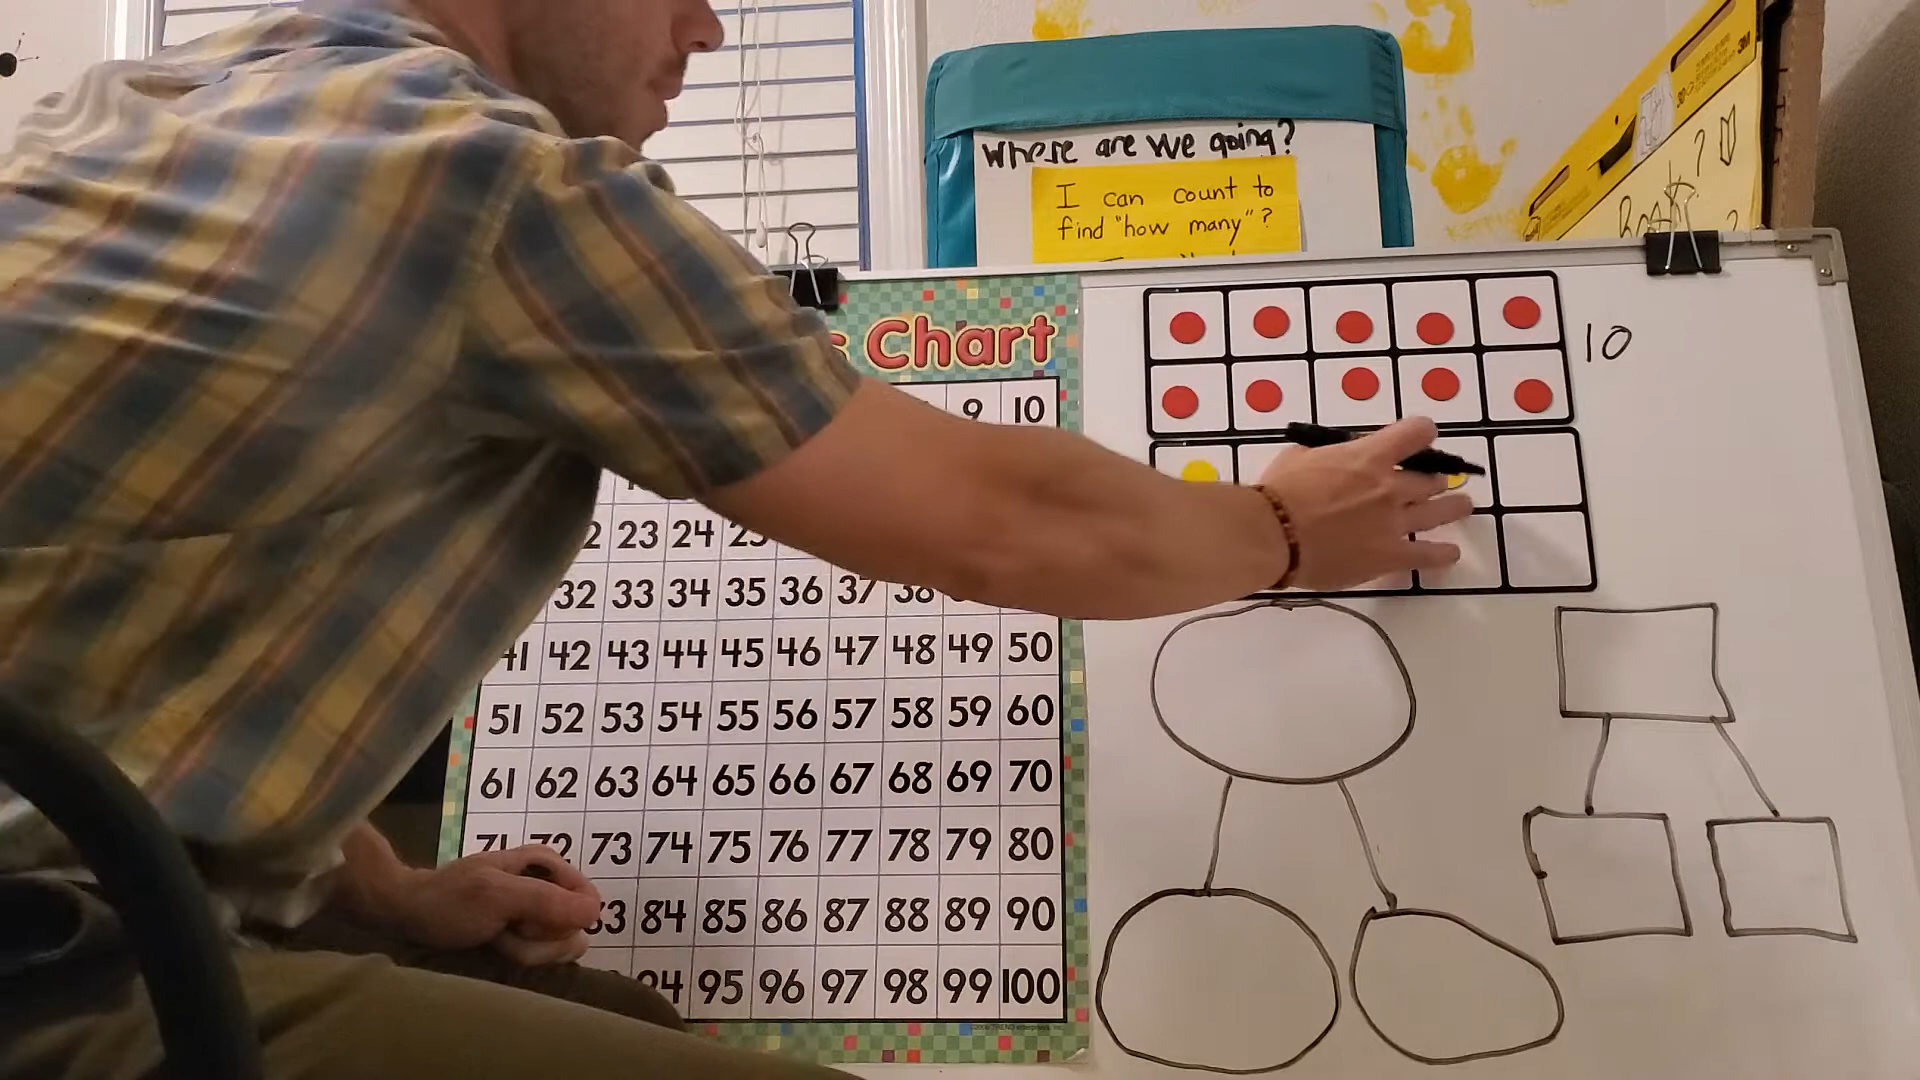 Where are we going?
I can count to
find "how many"?
3M
Chart
9 10
23 24 25
32 33 34 35 36 37 38
41 42 43 44 45 46 47 48 49 50
51 52 53 54 55 56 57 58 59 60
61 62 63 64 65 66 67 68 69 70
71 72 73 74 75 76 77 78 79 80
83 84 85 86 87 88 89 90
94 95 96 97 98 99 100
10